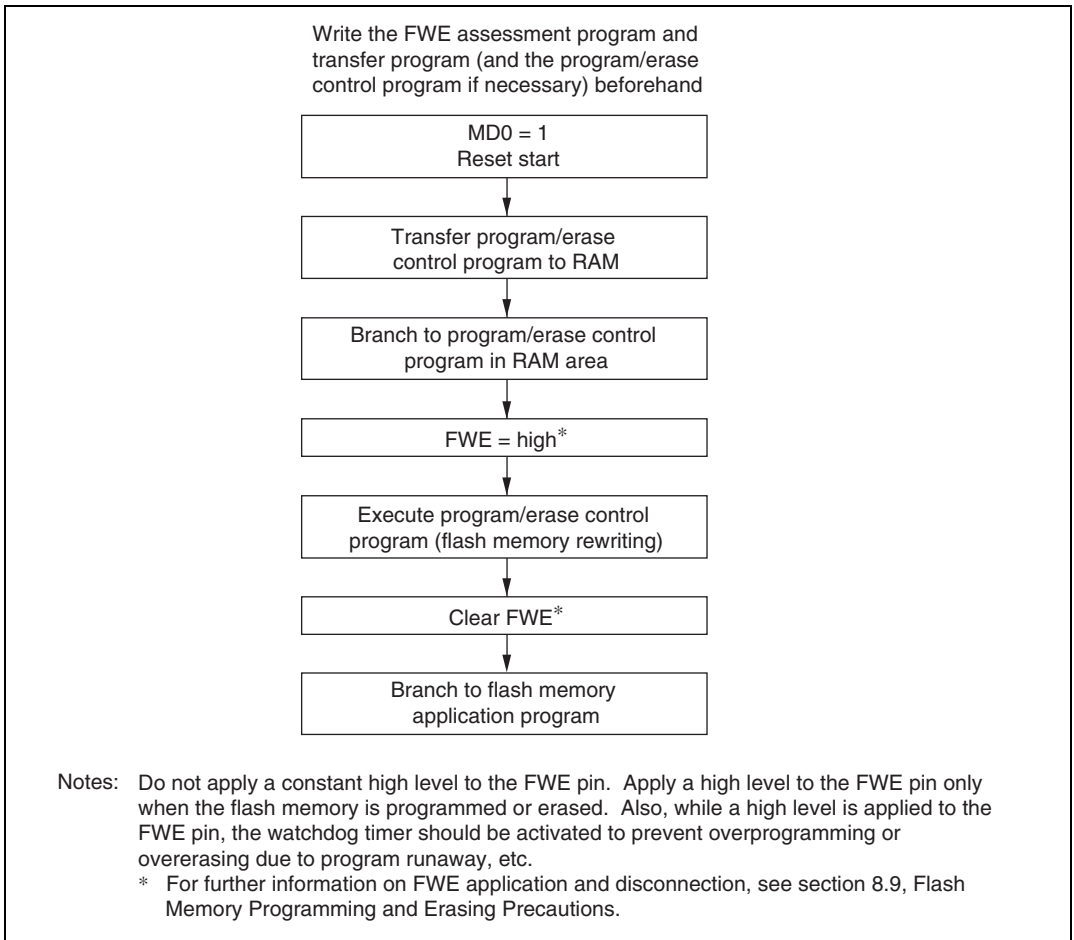 Write the FWE assessment program and
transfer program (and the program/erase
control program if necessary) beforehand
MD0 = 1
Reset start
Transfer program/erase
control program to RAM
Branch to program/erase control
program in RAM area
FWE = high*
Execute program/erase control
program (flash memory rewriting)
Clear FWE*
Branch to flash memory
application program
Notes: Do not apply a constant high level to the FWE pin. Apply a high level to the FWE pin only
when the flash memory is programmed or erased. Also, while a high level is applied to the
FWE pin, the watchdog timer should be activated to prevent overprogramming or
overerasing due to program runaway, etc.
* For further information on FWE application and disconnection, see section 8.9, Flash
Memory Programming and Erasing Precautions.